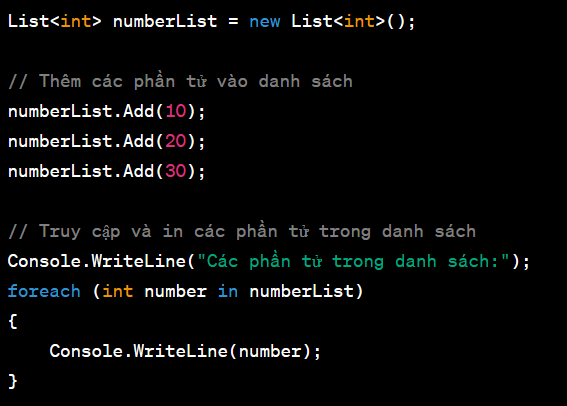 List<int> numberList = new List<int>();
// Thêm các phần tử vào danh sách
numberList.Add(10);
numberList.Add(20);
numberList.Add(30);
// Truy cập và in các phần tử trong danh sách
Console.WriteLine("Các phần tử trong danh sách:");
foreach (int number in numberList)
{
    Console.WriteLine(number);
}